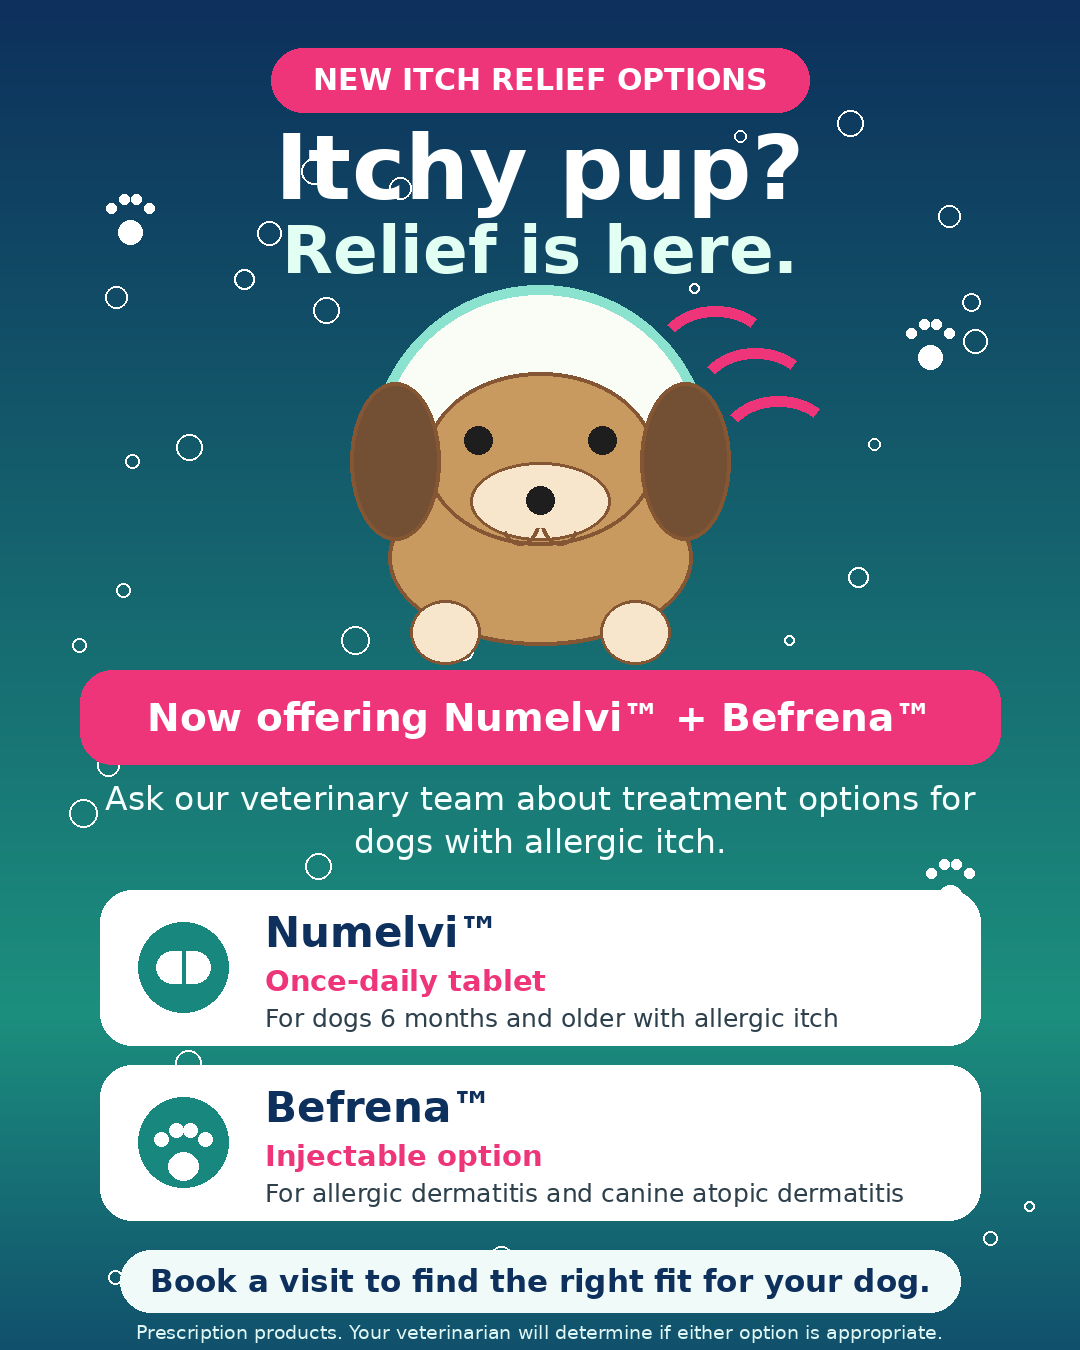 NEW ITCH RELIEF OPTIONS
Itchy pup?
Relief is here.
Now offering Numelvi™ + Befrena™
Ask our veterinary team about treatment options for
dogs with allergic itch.
Numelvi™
Once-daily tablet
For dogs 6 months and older with allergic itch
Befrena™
Injectable option
For allergic dermatitis and canine atopic dermatitis
Book a visit to find the right fit for your dog.
Prescription products. Your veterinarian will determine if either option is appropriate.